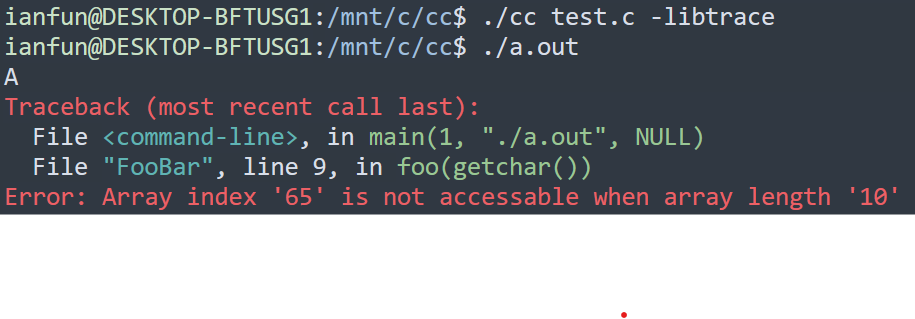 ianfun@DESKTOP-BFTUSG1:/mnt/c/cc$ ./cc test.c -libtrace
ianfun@DESKTOP-BFTUSG1:/mnt/c/cc$ ./a.out
A
Traceback (most recent call last):
  File <command-line>, in main(1, "./a.out", NULL)
  File "FooBar", line 9, in foo(getchar())
Error: Array index '65' is not accessable when array length '10'